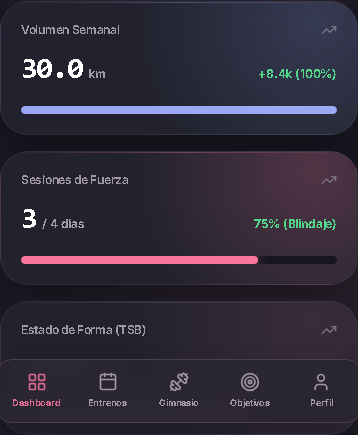 Volumen Semanal
30.0 km
+8.4k (100%)
Sesiones de Fuerza
3 / 4 días
75% (Blindaje)
Estado de Forma (TSB)
Dashboard
Entrenos
Gimnasio
Objetivos
Perfil